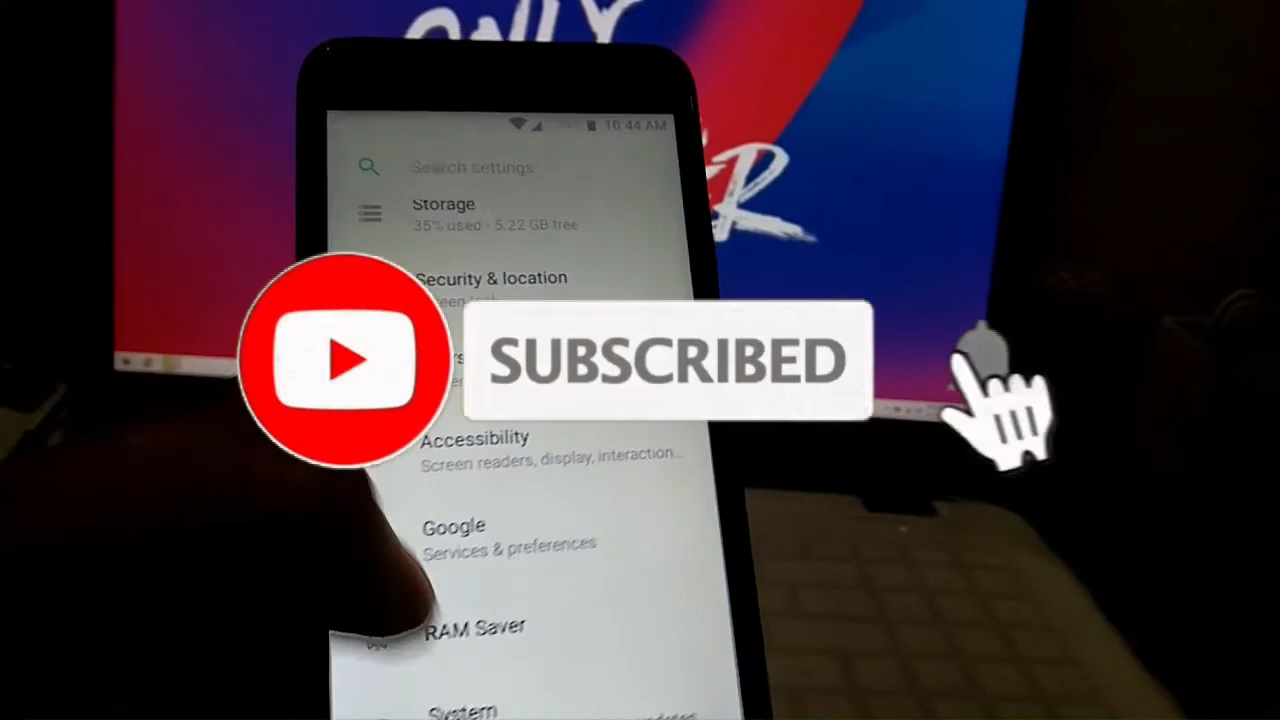 ONLY
10:44 AM
Search settings
Storage
35% used - 5.22 GB free
Security & location
SUBSCRIBED
Accessibility
Screen readers, display, interaction...
Google
Services & preferences
RAM Saver
System